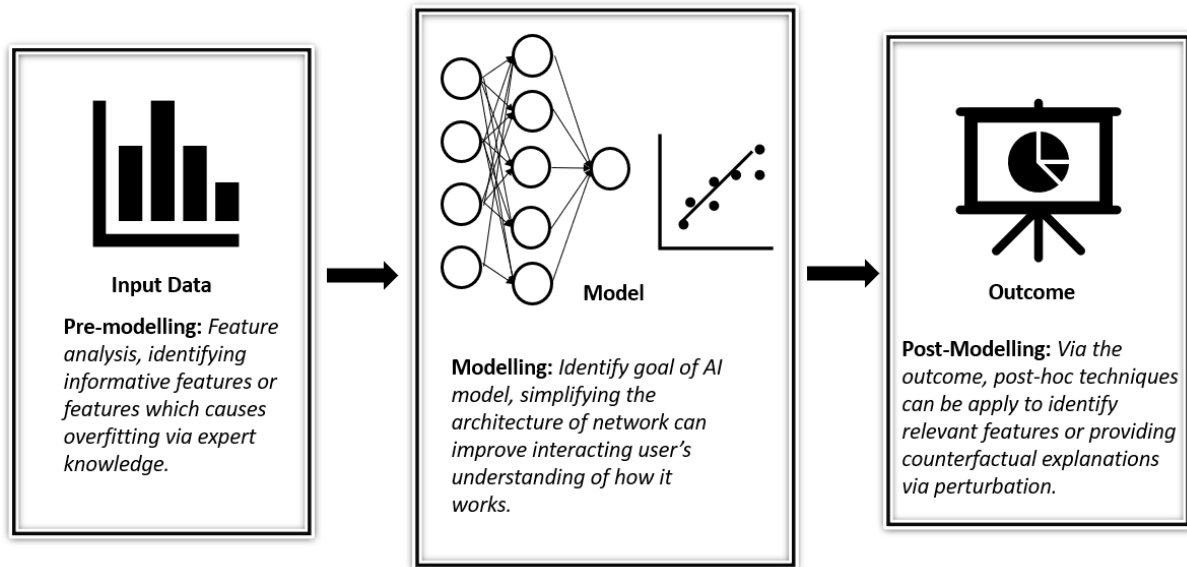 Input Data
Pre-modelling: Feature
analysis, identifying
informative features or
features which causes
overfitting via expert
knowledge.
Model
Modelling: Identify goal of AI
model, simplifying the
architecture of network can
improve interacting user's
understanding of how it
works.
Outcome
Post-Modelling: Via the
outcome, post-hoc techniques
can be apply to identify
relevant features or providing
counterfactual explanations
via perturbation.